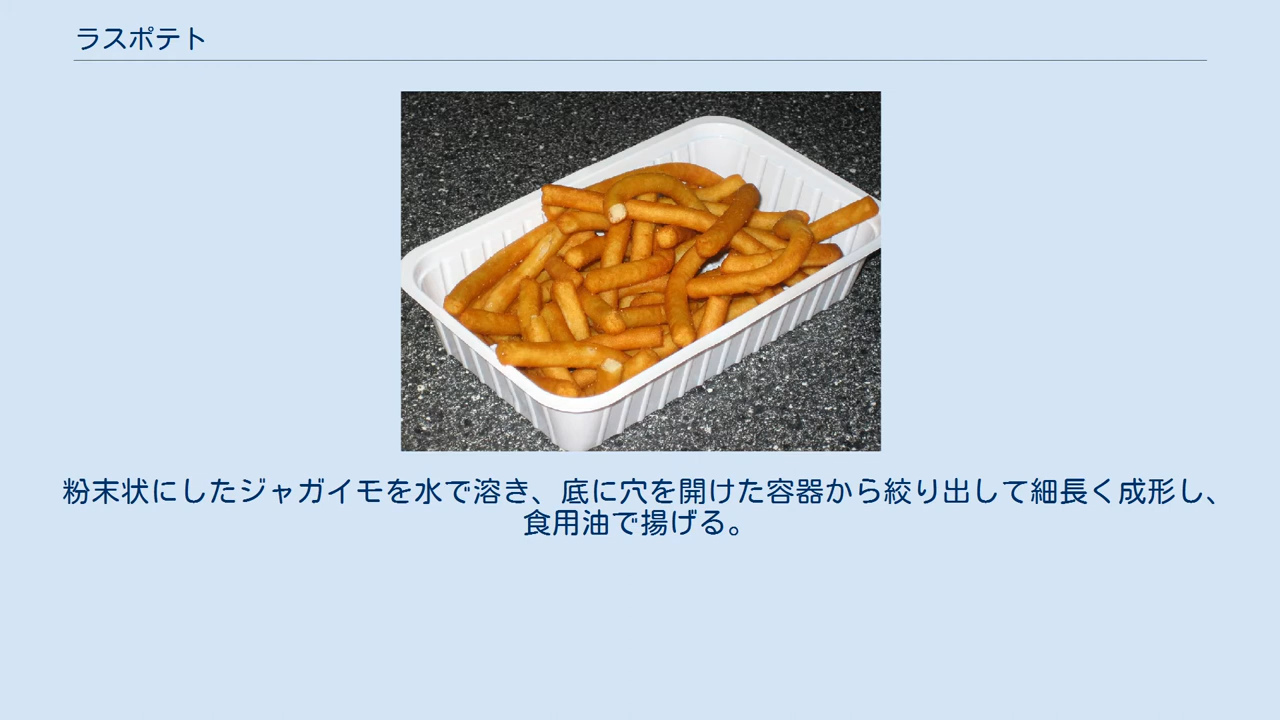 ラスポテト
粉末状にしたジャガイモを水で溶き、底に穴を開けた容器から絞り出して細長く成形し、
食用油で揚げる。